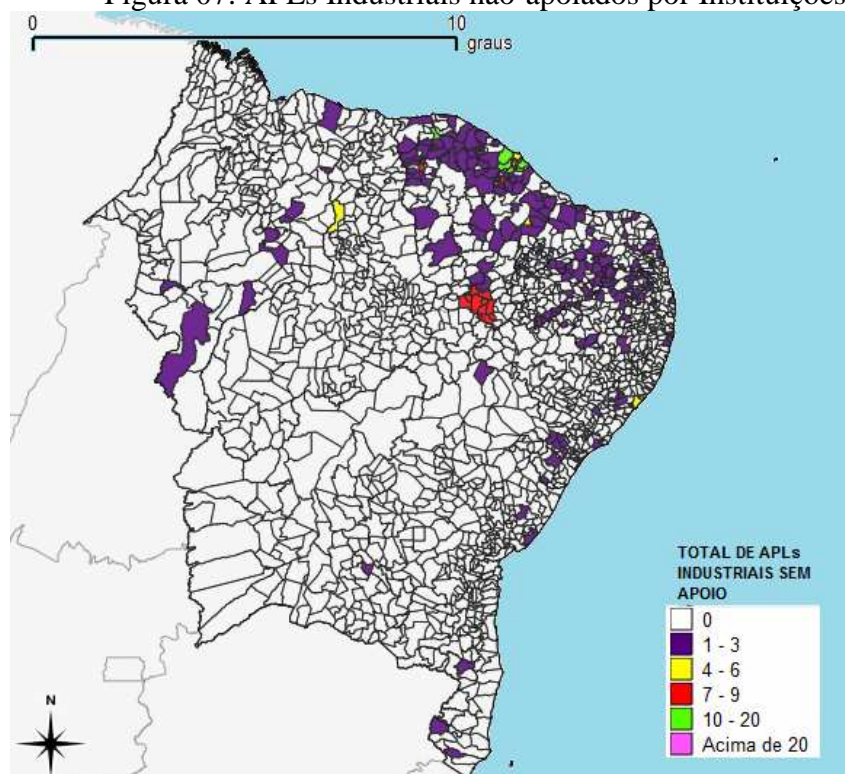 Figura 67: APLs Industriais não apoiados por Instituições
0 10
graus
TOTAL DE APLs
INDUSTRIAIS SEM
APOIO
0
1 - 3
4 - 6
7 - 9
10 - 20
Acima de 20
N